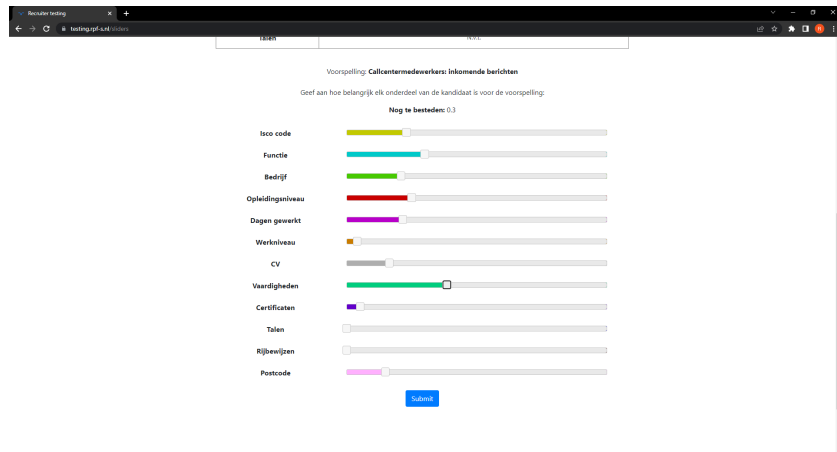 Recruiter testing
testing.rpf-s.nl/sliders
Talen N.v.t.
Voorspelling: Callcentermedewerkers: inkomende berichten
Geef aan hoe belangrijk elk onderdeel van de kandidaat is voor de voorspelling:
Nog te besteden: 0.3
Isco code
Functie
Bedrijf
Opleidingsniveau
Dagen gewerkt
Werkniveau
CV
Vaardigheden
Certificaten
Talen
Rijbewijzen
Postcode
Submit